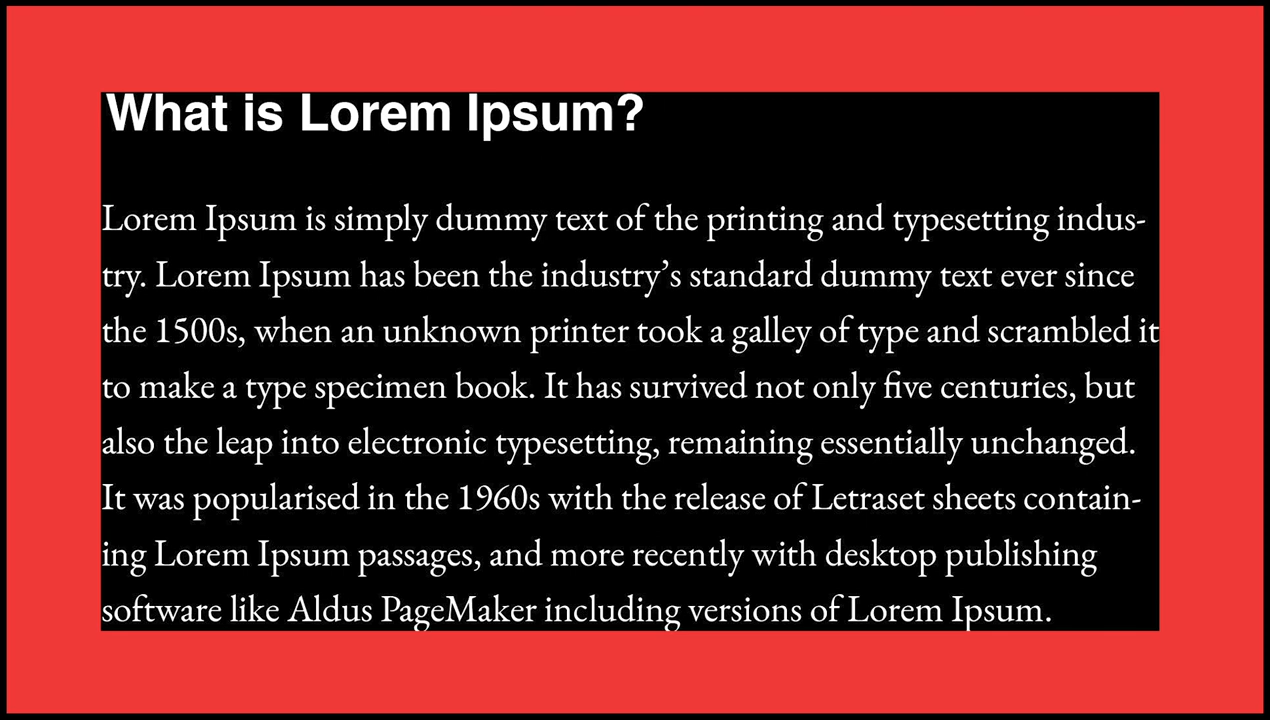 What is Lorem Ipsum?
Lorem Ipsum is simply dummy text of the printing and typesetting indus-
try. Lorem Ipsum has been the industry’s standard dummy text ever since
the 1500s, when an unknown printer took a galley of type and scrambled it
to make a type specimen book. It has survived not only five centuries, but
also the leap into electronic typesetting, remaining essentially unchanged.
It was popularised in the 1960s with the release of Letraset sheets contain-
ing Lorem Ipsum passages, and more recently with desktop publishing
software like Aldus PageMaker including versions of Lorem Ipsum.